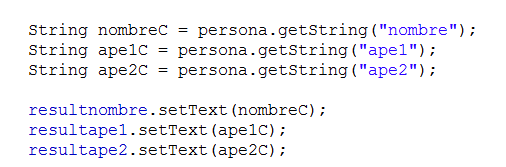 String nombreC = persona.getString("nombre");
String ape1C = persona.getString("ape1");
String ape2C = persona.getString("ape2");
resultnombre.setText(nombreC);
resultape1.setText(ape1C);
resultape2.setText(ape2C);